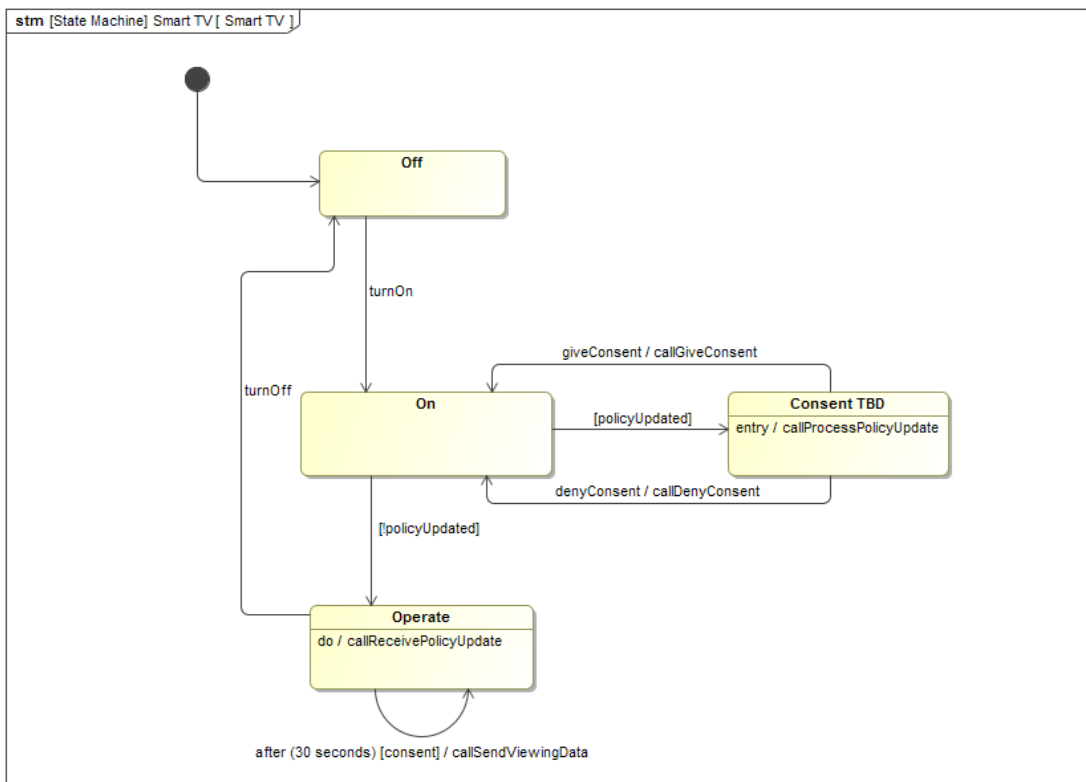 stm [State Machine] Smart TV [ Smart TV ]
Off
turnOn
turnOff
giveConsent / callGiveConsent
On
[policyUpdated]
Consent TBD
entry / callProcessPolicyUpdate
denyConsent / callDenyConsent
[!policyUpdated]
Operate
do / callReceivePolicyUpdate
after (30 seconds) [consent] / callSendViewingData